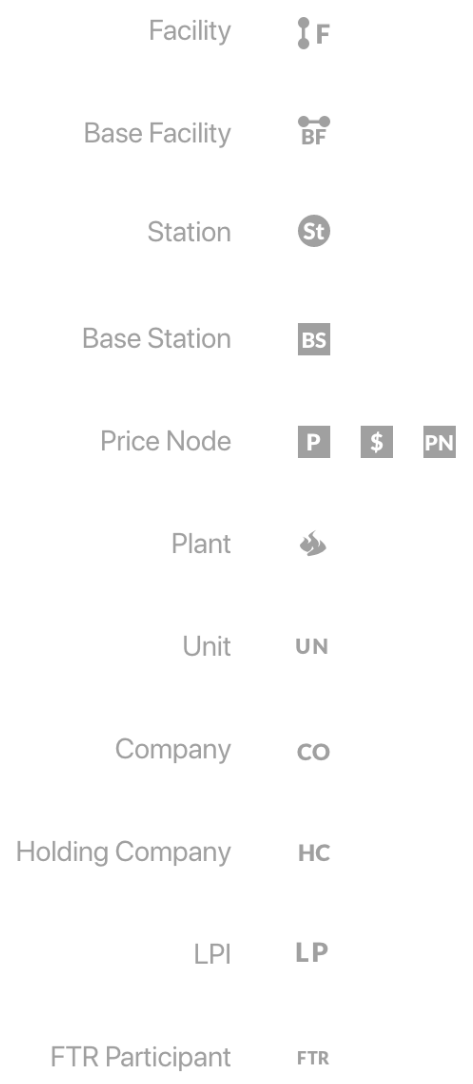 Facility F
Base Facility BF
Station St
Base Station BS
Price Node P $ PN
Plant
Unit UN
Company CO
Holding Company HC
LPI LP
FTR Participant FTR